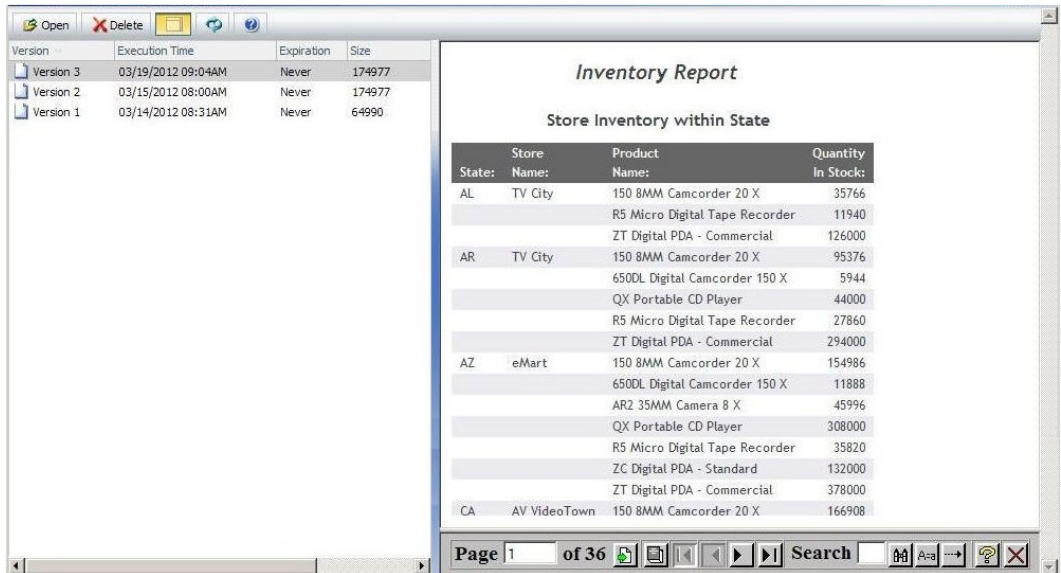 Open Delete
Version Execution Time Expiration Size
Version 3 03/19/2012 09:04AM Never 174977
Version 2 03/15/2012 08:00AM Never 174977
Version 1 03/14/2012 08:31AM Never 64990
Inventory Report
Store Inventory within State
Store Product Quantity
State: Name: Name: In Stock:
AL TV City 150 8MM Camcorder 20 X 35766
R5 Micro Digital Tape Recorder 11940
ZT Digital PDA - Commercial 126000
AR TV City 150 8MM Camcorder 20 X 95376
650DL Digital Camcorder 150 X 5944
QX Portable CD Player 44000
R5 Micro Digital Tape Recorder 27860
ZT Digital PDA - Commercial 294000
AZ eMart 150 8MM Camcorder 20 X 154986
650DL Digital Camcorder 150 X 11888
AR2 35MM Camera 8 X 45996
QX Portable CD Player 308000
R5 Micro Digital Tape Recorder 35820
ZC Digital PDA - Standard 132000
ZT Digital PDA - Commercial 378000
CA AV VideoTown 150 8MM Camcorder 20 X 166908
Page 1 of 36 Search A=a